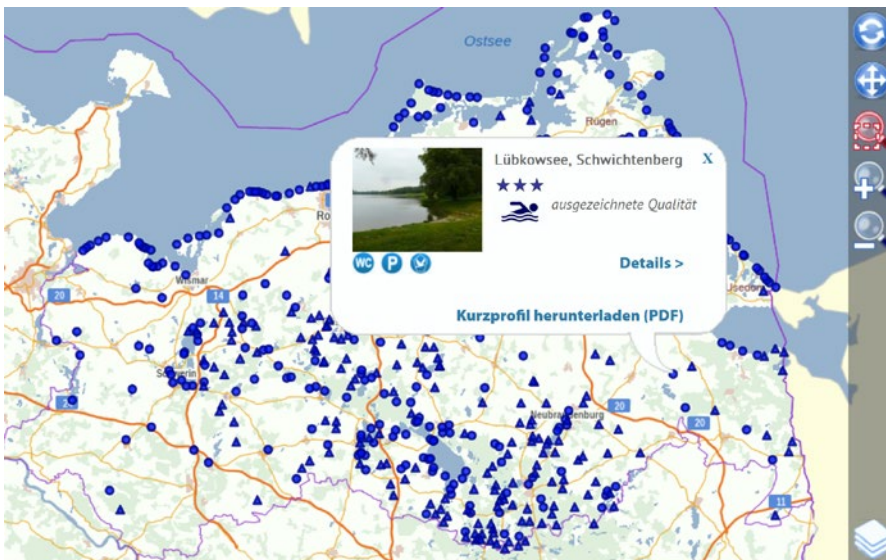 Ostsee
Rügen
Lübkowsee, Schwichtenberg
X
ausgezeichnete Qualität
WC
P
Details >
Kurzprofil herunterladen (PDF)
Ro
Usedom
Wismar
20
14
Schwerin
Neubrandenburg
20
20
11